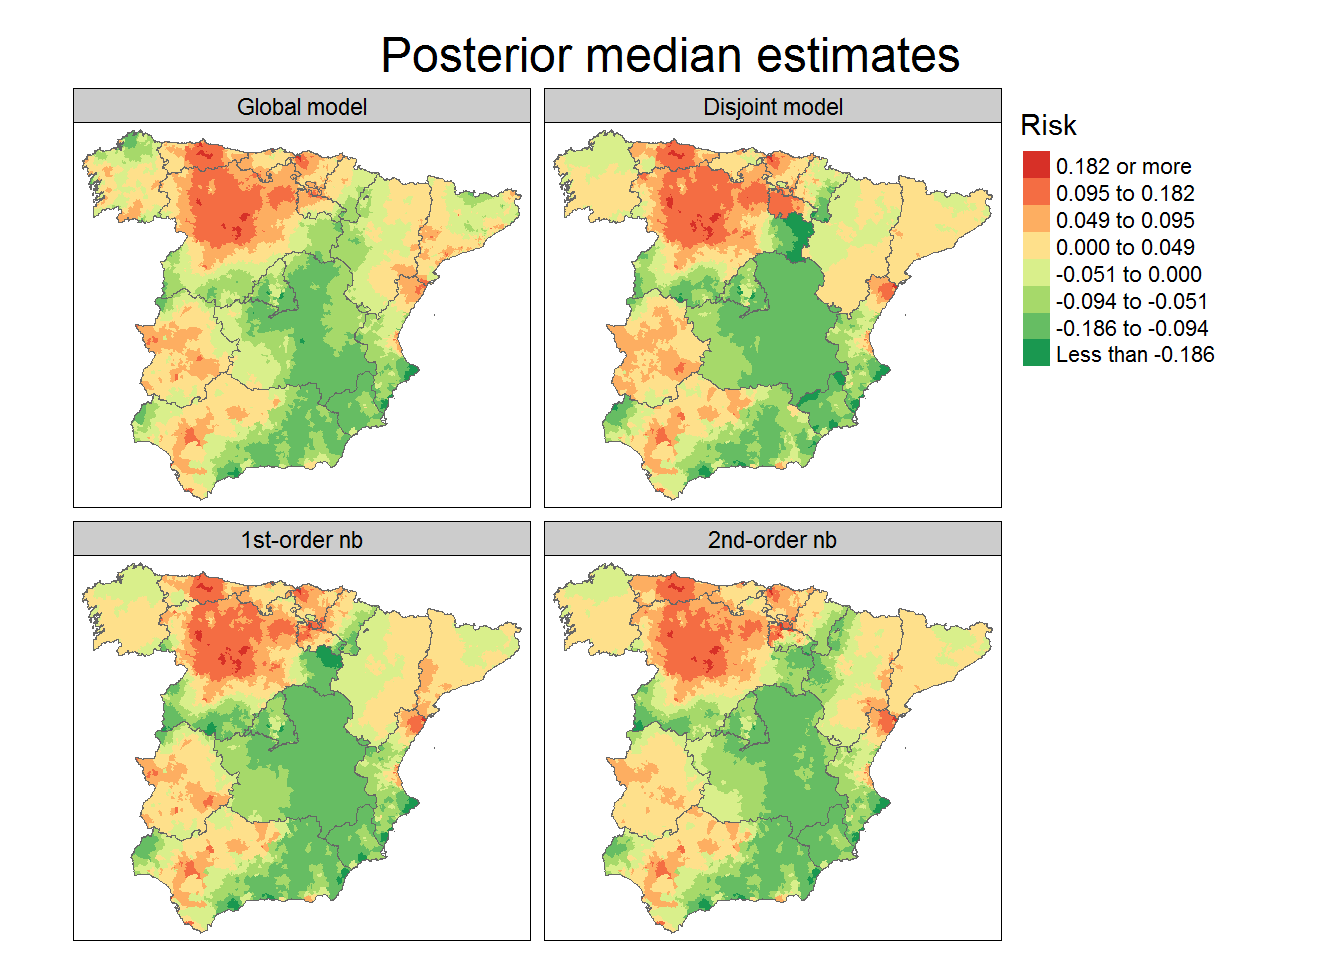 Posterior median estimates
Global model
Disjoint model
Risk
0.182 or more
0.095 to 0.182
0.049 to 0.095
0.000 to 0.049
-0.051 to 0.000
-0.094 to -0.051
-0.186 to -0.094
Less than -0.186
1st-order nb
2nd-order nb